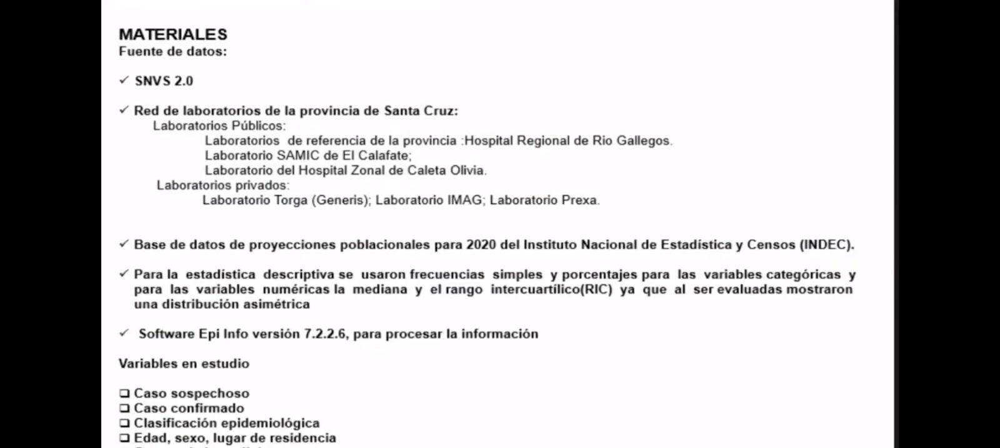 MATERIALES
Fuente de datos:
✓ SNVS 2.0
✓ Red de laboratorios de la provincia de Santa Cruz:
Laboratorios Públicos:
Laboratorios de referencia de la provincia :Hospital Regional de Rio Gallegos.
Laboratorio SAMIC de El Calafate;
Laboratorio del Hospital Zonal de Caleta Olivia.
Laboratorios privados:
Laboratorio Torga (Generis); Laboratorio IMAG; Laboratorio Prexa.
✓ Base de datos de proyecciones poblacionales para 2020 del Instituto Nacional de Estadística y Censos (INDEC).
✓ Para la estadística descriptiva se usaron frecuencias simples y porcentajes para las variables categóricas y
para las variables numéricas la mediana y el rango intercuartílico(RIC) ya que al ser evaluadas mostraron
una distribución asimétrica
✓ Software Epi Info versión 7.2.2.6, para procesar la información
Variables en estudio
❑ Caso sospechoso
❑ Caso confirmado
❑ Clasificación epidemiológica
❑ Edad, sexo, lugar de residencia